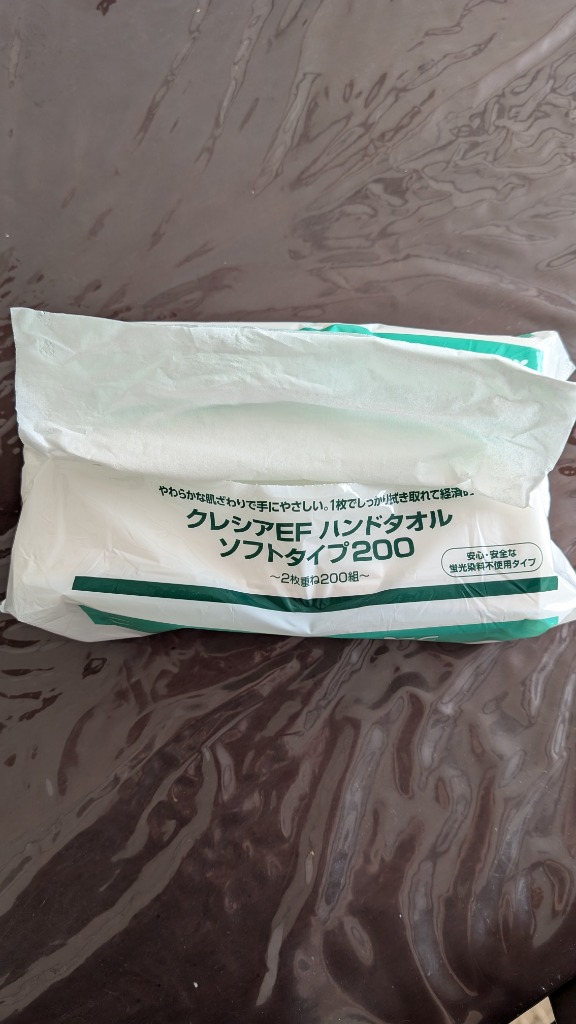 やわらかな肌ざわりで手にやさしい。1枚でしっかり拭き取れて経済的
クレシアEF ハンドタオル
ソフトタイプ200
～2枚重ね200組～
安心・安全な
蛍光染料不使用タイプ